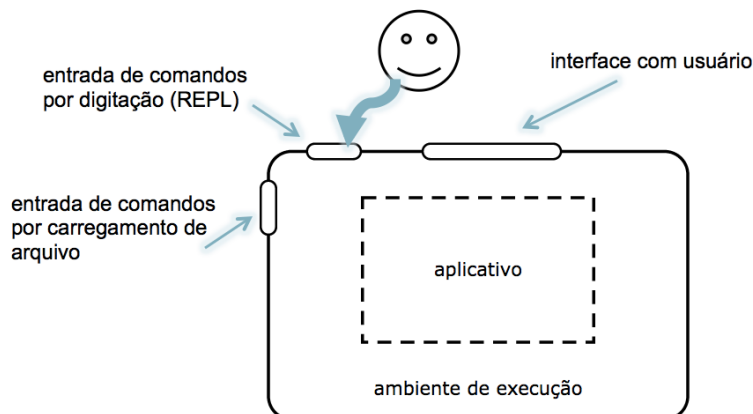 entrada de comandos
por digitação (REPL)
interface com usuário
entrada de comandos
por carregamento de
arquivo
aplicativo
ambiente de execução